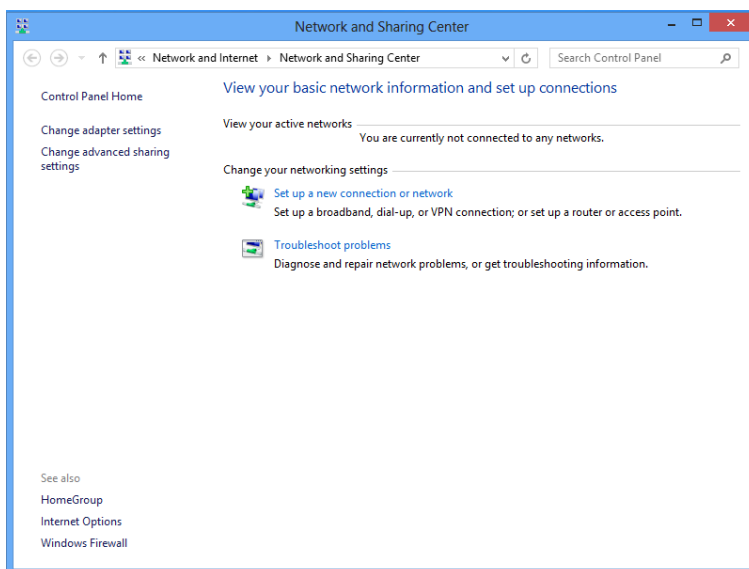 Network and Sharing Center
« Network and Internet Network and Sharing Center
Search Control Panel
Control Panel Home
Change adapter settings
Change advanced sharing
settings
View your basic network information and set up connections
View your active networks
You are currently not connected to any networks.
Change your networking settings
Set up a new connection or network
Set up a broadband, dial-up, or VPN connection; or set up a router or access point.
Troubleshoot problems
Diagnose and repair network problems, or get troubleshooting information.
See also
HomeGroup
Internet Options
Windows Firewall